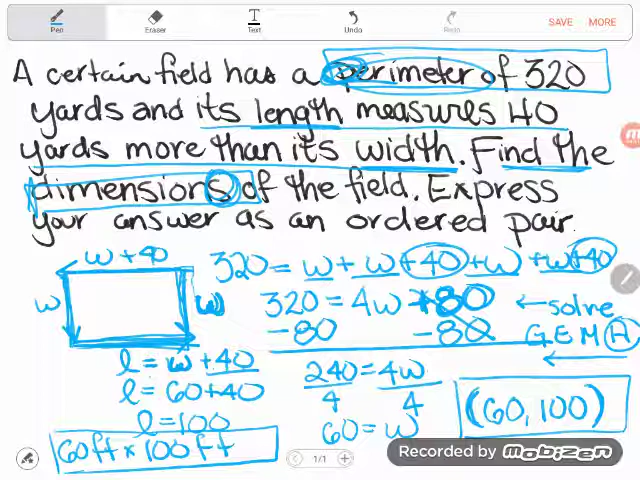 Pen Eraser Text Undo Redo SAVE MORE
A certain field has a perimeter of 320
yards and its length measures 40
yards more than its width. Find the
dimensions of the field. Express
your answer as an ordered pair.
w+40
320 = w + w+40 + w + w+40
w
w
320 = 4w +80
←solve
-80 -80
GEMA
l = w+40
240 = 4w
l = 60+40
4 4
(60, 100)
l=100
60 = w
60ft × 100ft
1/1
Recorded by
mobizen